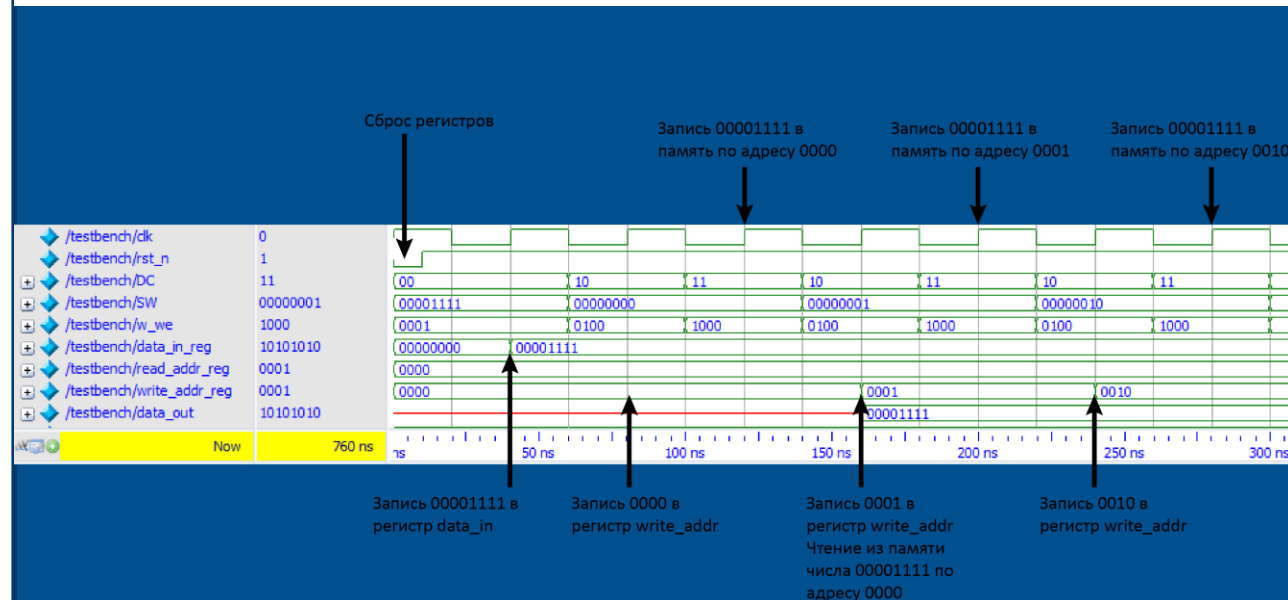 Сброс регистров
Запись 00001111 в
память по адресу 0000
Запись 00001111 в
память по адресу 0001
Запись 00001111 в
память по адресу 0010
/testbench/clk 0
/testbench/rst_n 1
/testbench/DC 11 00 10 11 10 11 10 11
/testbench/SW 00000001 00001111 00000000 00000001 00000010
/testbench/w_we 1000 0001 0100 1000 0100 1000 0100 1000
/testbench/data_in_reg 10101010 00000000 00001111
/testbench/read_addr_reg 0001 0000
/testbench/write_addr_reg 0001 0000 0001 0010
/testbench/data_out 10101010 00001111
Now 760 ns ns 50 ns 100 ns 150 ns 200 ns 250 ns 300 ns
Запись 00001111 в
регистр data_in
Запись 0000 в
регистр write_addr
Запись 0001 в
регистр write_addr
Чтение из памяти
числа 00001111 по
адресу 0000
Запись 0010 в
регистр write_addr